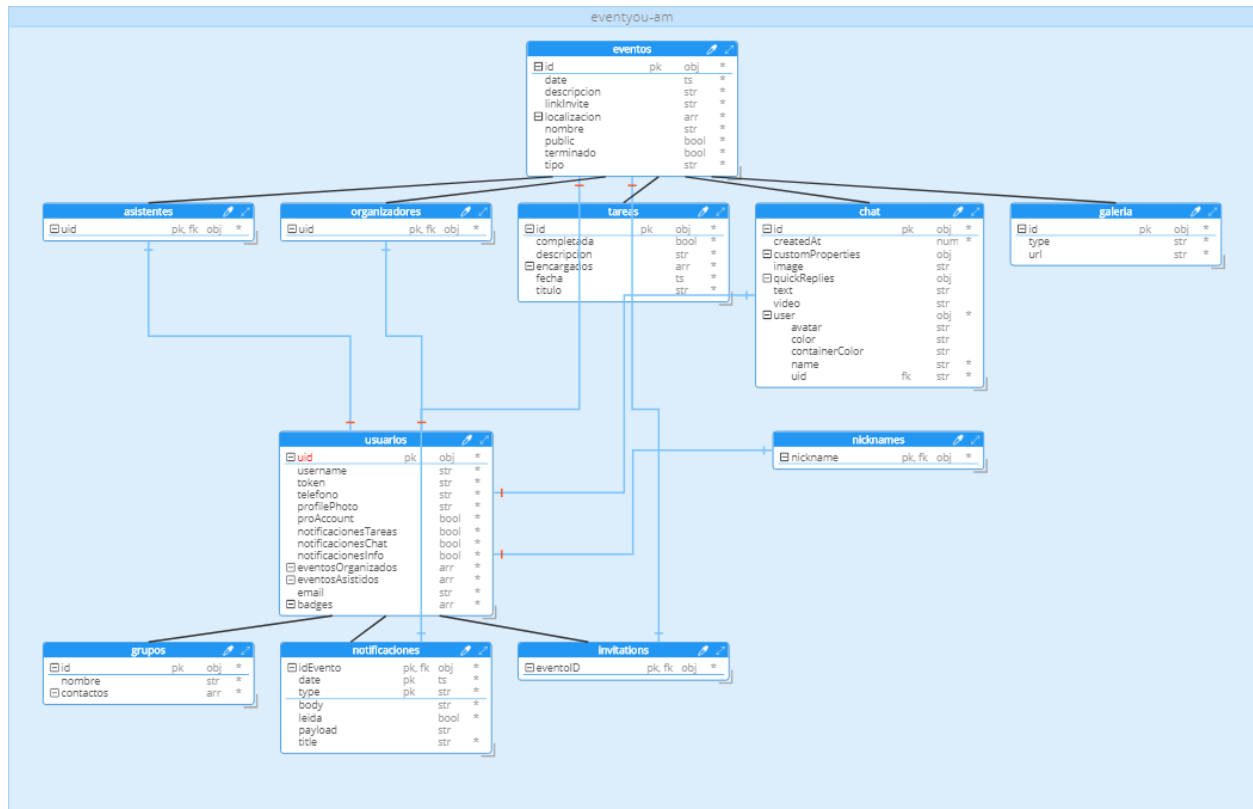 eventyou-am
eventos
id pk obj *
date ts *
descripcion str *
linkInvite str *
localizacion arr *
nombre str *
public bool *
terminado bool *
tipo str *
asistentes
uid pk, fk obj *
organizadores
uid pk, fk obj *
tareas
id pk obj *
completada bool *
descripcion str *
encargados arr *
fecha ts *
titulo str *
chat
id pk obj *
createdAt num *
customProperties obj
image str
quickReplies obj
text str
video str
user obj *
avatar str
color str
containerColor str
name str *
uid fk str *
galeria
id pk obj *
type str *
url str *
usuarios
uid pk obj *
username str *
token str *
telefono str *
profilePhoto str *
proAccount bool *
notificacionesTareas bool *
notificacionesChat bool *
notificacionesInfo bool *
eventosOrganizados arr *
eventosAsistidos arr *
email str *
badges arr *
nicknames
nickname pk, fk obj *
grupos
id pk obj *
nombre str *
contactos arr *
notificaciones
idEvento pk, fk obj *
date pk ts *
type pk str *
body str *
leida bool *
payload str
title str *
invitations
eventoID pk, fk obj *